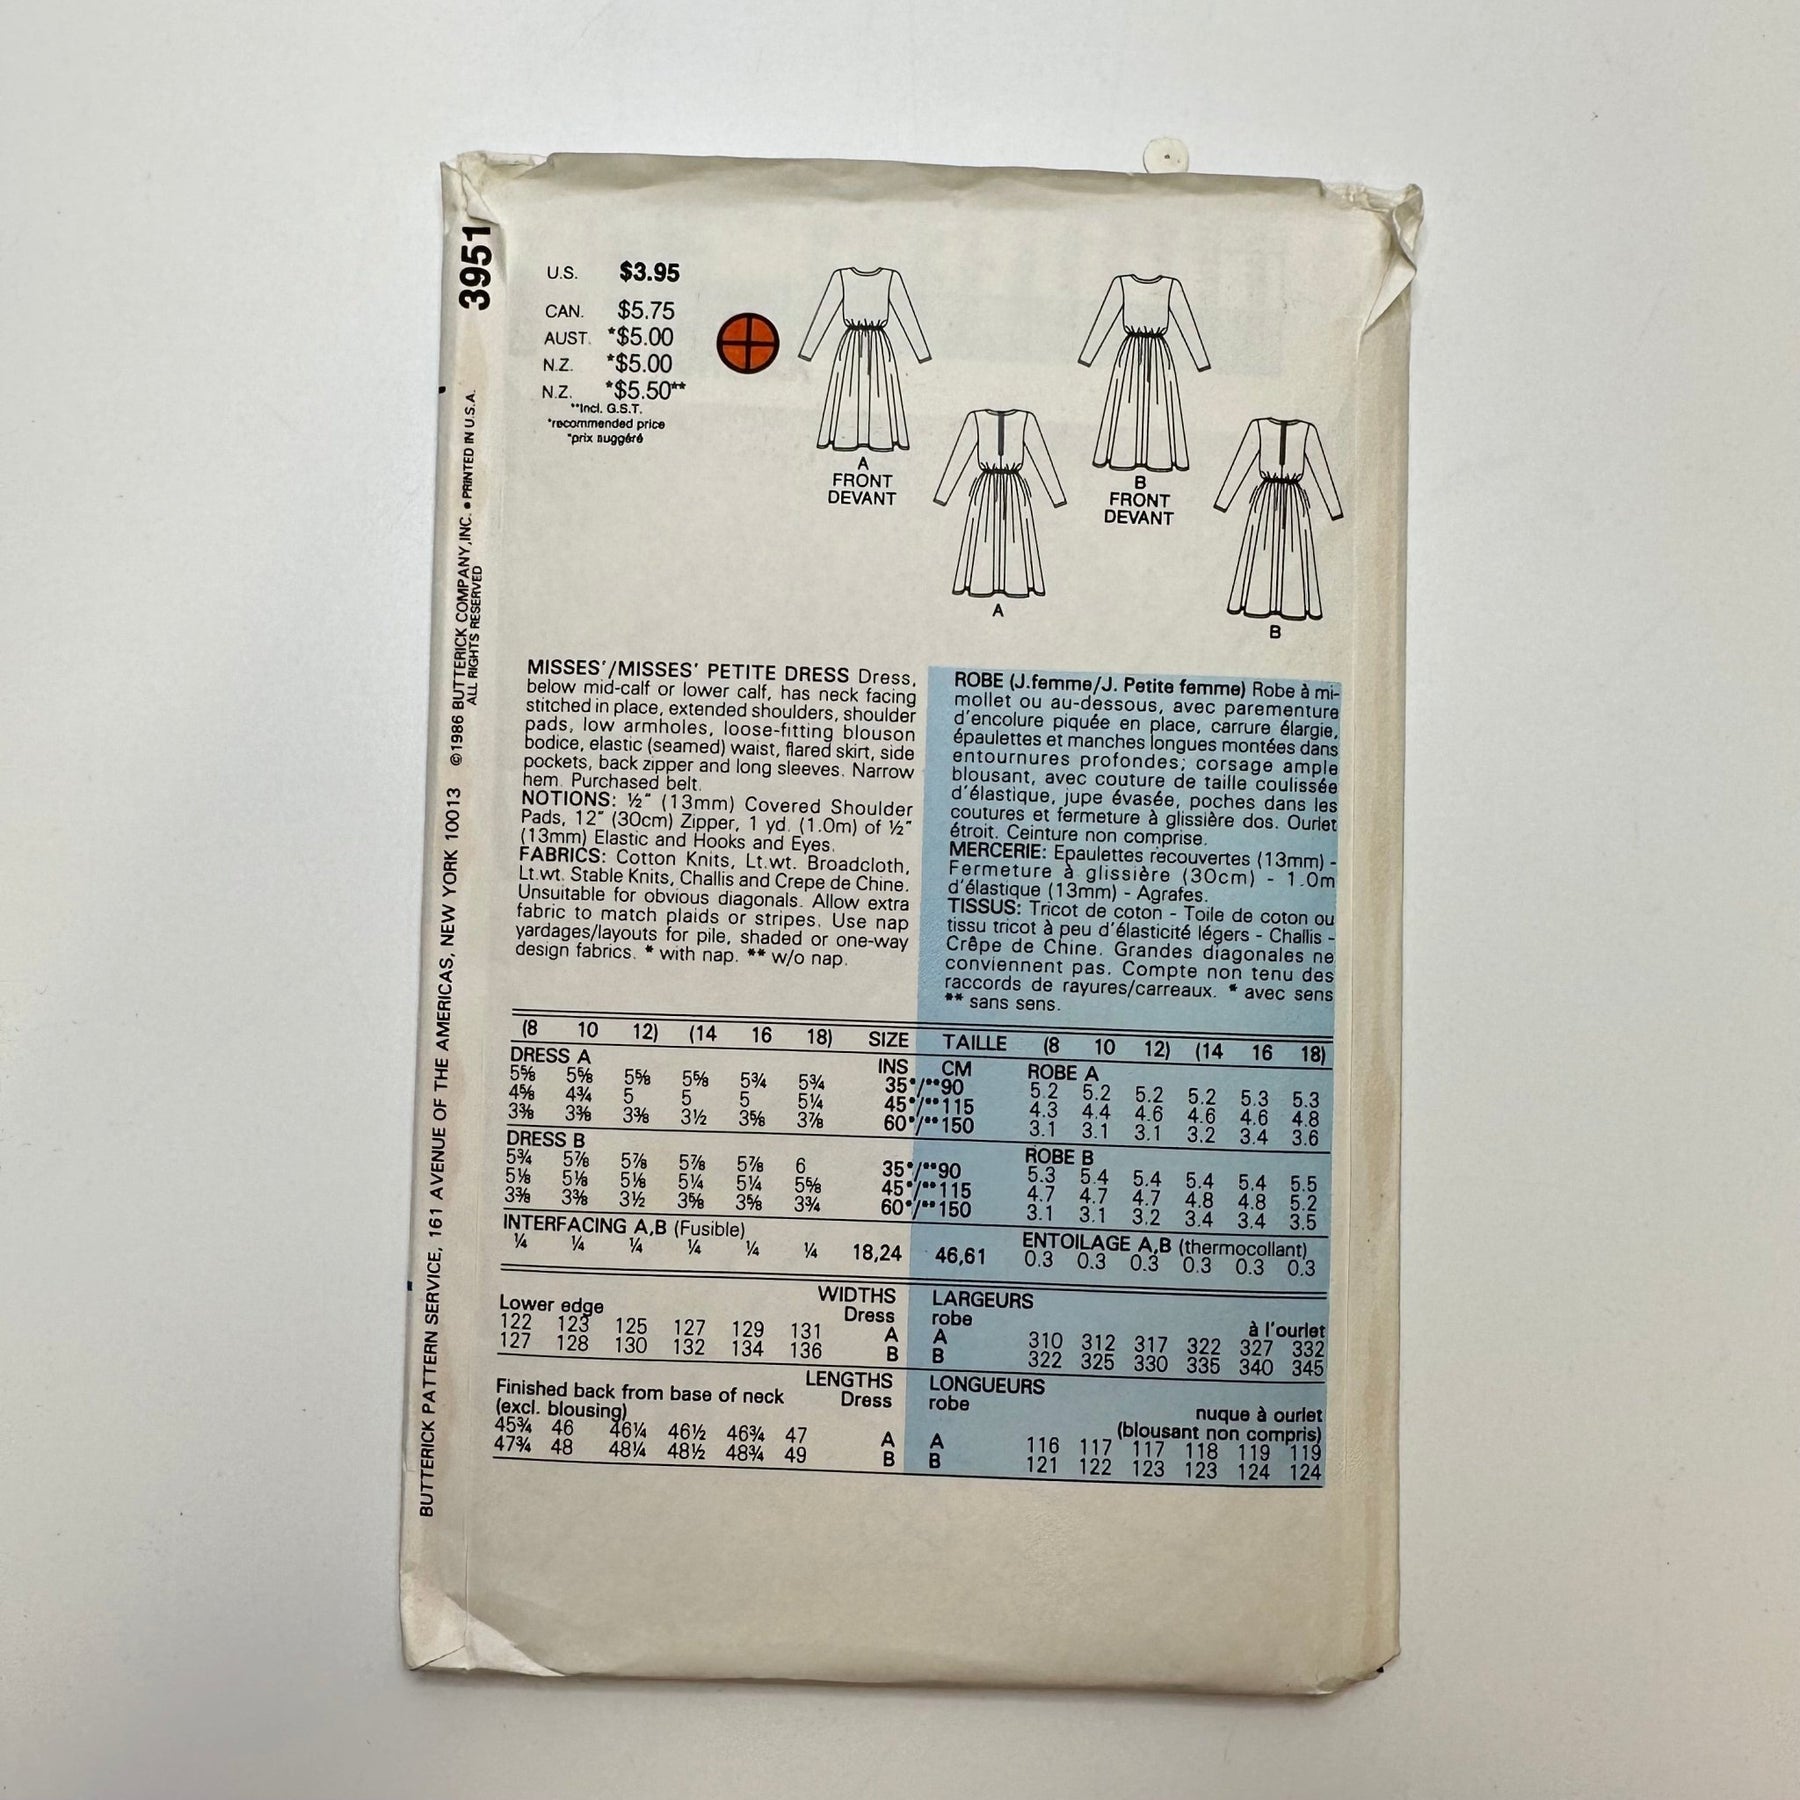 3951
©1986 BUTTERICK COMPANY, INC. • PRINTED IN U.S.A.
ALL RIGHTS RESERVED
BUTTERICK PATTERN SERVICE, 161 AVENUE OF THE AMERICAS, NEW YORK 10013
U.S. $3.95
CAN. $5.75
AUST. *$5.00
N.Z. *$5.00
N.Z. *$5.50**
**Incl. G.S.T.
*recommended price
*prix suggéré
A
FRONT
DEVANT
A
B
FRONT
DEVANT
B
MISSES'/MISSES' PETITE DRESS Dress,
below mid-calf or lower calf, has neck facing
stitched in place, extended shoulders, shoulder
pads, low armholes, loose-fitting blouson
bodice, elastic (seamed) waist, flared skirt, side
pockets, back zipper and long sleeves. Narrow
hem. Purchased belt.
NOTIONS: ½" (13mm) Covered Shoulder
Pads, 12" (30cm) Zipper, 1 yd. (1.0m) of ½"
(13mm) Elastic and Hooks and Eyes.
FABRICS: Cotton Knits, Lt.wt. Broadcloth,
Lt.wt. Stable Knits, Challis and Crepe de Chine.
Unsuitable for obvious diagonals. Allow extra
fabric to match plaids or stripes. Use nap
yardages/layouts for pile, shaded or one-way
design fabrics. * with nap. ** w/o nap.
ROBE (J.femme/J. Petite femme) Robe à mi-
mollet ou au-dessous, avec parementure
d'encolure piquée en place, carrure élargie,
épaulettes et manches longues montées dans
entournures profondes; corsage ample
blousant, avec couture de taille coulissée
d'élastique, jupe évasée, poches dans les
coutures et fermeture à glissière dos. Ourlet
étroit. Ceinture non comprise.
MERCERIE: Epaulettes recouvertes (13mm) -
Fermeture à glissière (30cm) - 1.0m
d'élastique (13mm) - Agrafes.
TISSUS: Tricot de coton - Toile de coton ou
tissu tricot à peu d'élasticité légers - Challis -
Crêpe de Chine. Grandes diagonales ne
conviennent pas. Compte non tenu des
raccords de rayures/carreaux. * avec sens
** sans sens.
(8 10 12) (14 16 18) SIZE TAILLE (8 10 12) (14 16 18)
DRESS A INS CM ROBE A
5⅝ 5⅝ 5⅝ 5⅝ 5¾ 5¾ 35*/**90 5.2 5.2 5.2 5.2 5.3 5.3
4⅝ 4¾ 5 5 5 5¼ 45*/**115 4.3 4.4 4.6 4.6 4.6 4.8
3⅜ 3⅜ 3⅜ 3½ 3⅝ 3⅞ 60*/**150 3.1 3.1 3.1 3.2 3.4 3.6
DRESS B ROBE B
5¾ 5⅞ 5⅞ 5⅞ 5⅞ 6 35*/**90 5.3 5.4 5.4 5.4 5.4 5.5
5⅛ 5⅛ 5⅛ 5¼ 5¼ 5⅝ 45*/**115 4.7 4.7 4.7 4.8 4.8 5.2
3⅜ 3⅜ 3½ 3⅝ 3⅝ 3¾ 60*/**150 3.1 3.1 3.2 3.4 3.4 3.5
INTERFACING A,B (Fusible) ENTOILAGE A,B (thermocollant)
¼ ¼ ¼ ¼ ¼ ¼ 18,24 46,61 0.3 0.3 0.3 0.3 0.3 0.3
WIDTHS LARGEURS
Lower edge Dress robe à l'ourlet
122 123 125 127 129 131 A A 310 312 317 322 327 332
127 128 130 132 134 136 B B 322 325 330 335 340 345
LENGTHS LONGUEURS
Finished back from base of neck Dress robe nuque à ourlet
(excl. blousing) (blousant non compris)
45¾ 46 46¼ 46½ 46¾ 47 A A 116 117 117 118 119 119
47¾ 48 48¼ 48½ 48¾ 49 B B 121 122 123 123 124 124